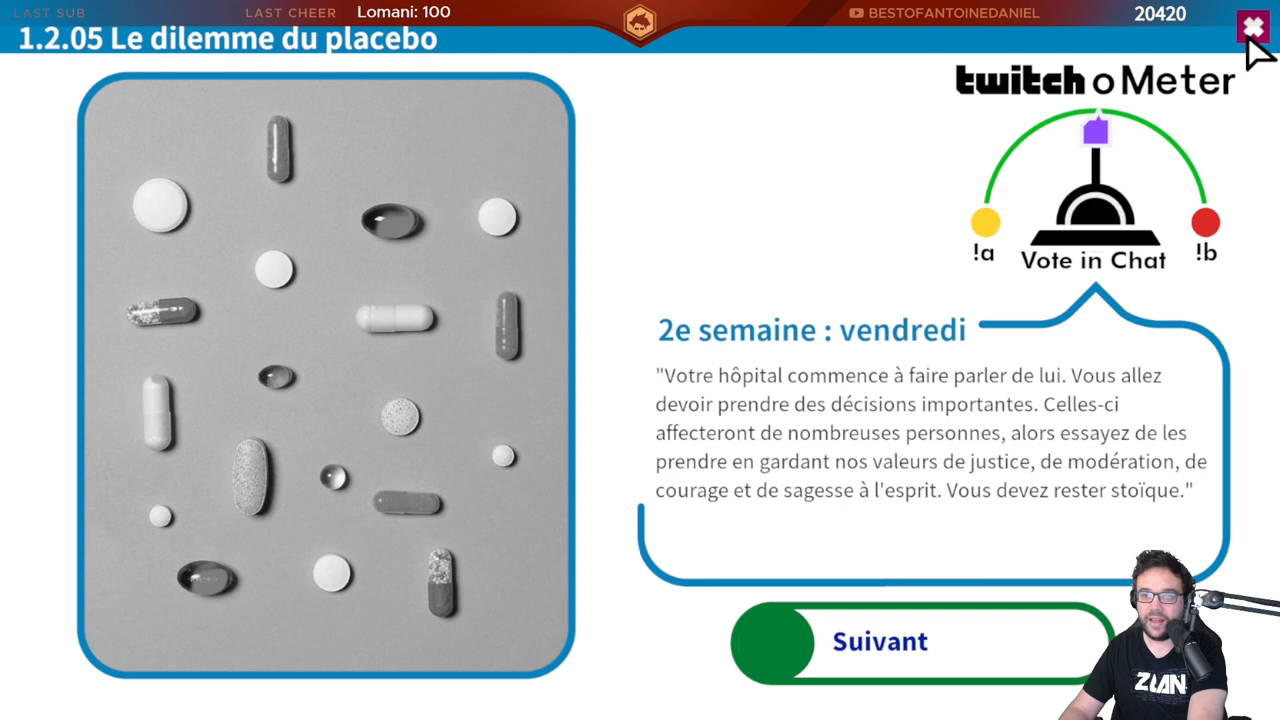 LAST SUB
LAST CHEER
Lomani: 100
BESTOFANTOINEDANIEL
20420
1.2.05 Le dilemme du placebo
twitch o Meter
!a
Vote in Chat
!b
2e semaine : vendredi
"Votre hôpital commence à faire parler de lui. Vous allez
devoir prendre des décisions importantes. Celles-ci
affecteront de nombreuses personnes, alors essayez de les
prendre en gardant nos valeurs de justice, de modération, de
courage et de sagesse à l'esprit. Vous devez rester stoïque."
Suivant
ZLAN